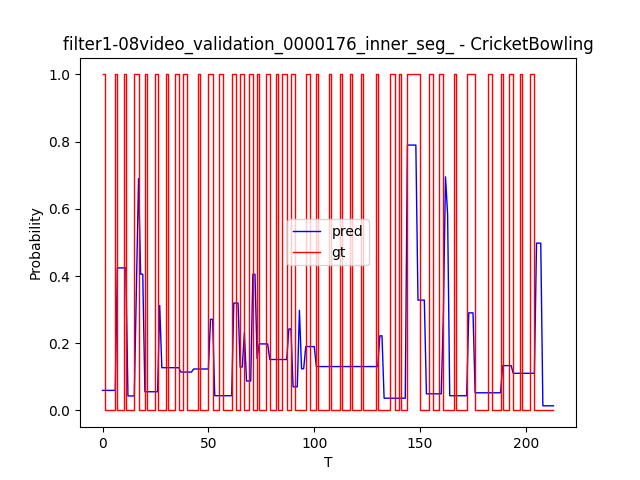 filter1-08video_validation_0000176_inner_seg_ - CricketBowling
1.0
0.8
0.6
0.4
0.2
0.0
Probability
pred
gt
0 50 100 150 200
T